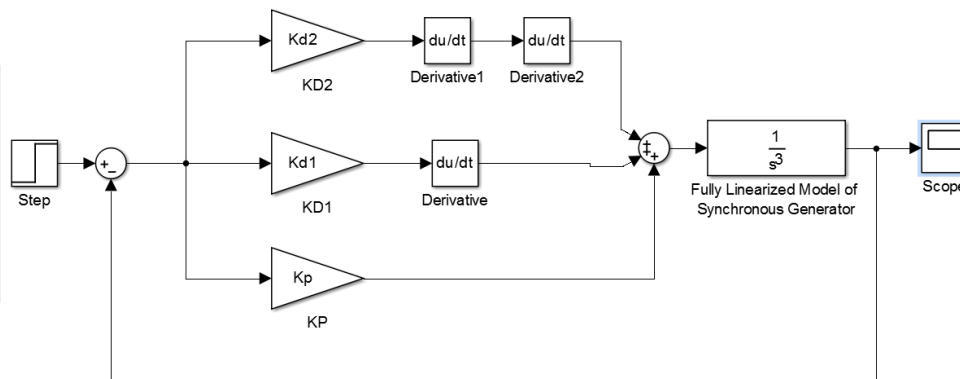 Kd2
du/dt
du/dt
Derivative1
Derivative2
KD2
Step
Kd1
du/dt
KD1
Derivative
1
s3
Fully Linearized Model of
Synchronous Generator
Scope
Kp
KP